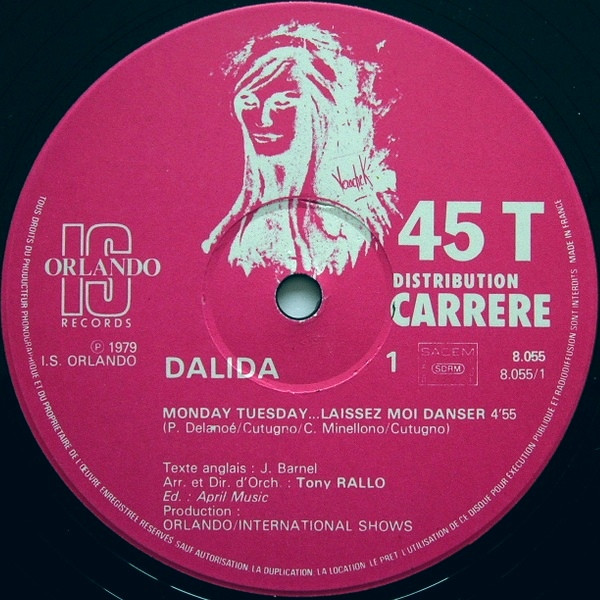 45 T
DISTRIBUTION
CARRERE
IS
ORLANDO
RECORDS
℗ 1979
I.S. ORLANDO
DALIDA
1
SACEM
SDRM
8.055
8.055/1
MONDAY TUESDAY...LAISSEZ MOI DANSER 4'55
(P. Delanoé/Cutugno/C. Minellono/Cutugno)
Texte anglais : J. Barnel
Arr. et Dir. d'Orch. : Tony RALLO
Ed. : April Music
Production :
ORLANDO/INTERNATIONAL SHOWS
TOUS DROITS DU PRODUCTEUR PHONOGRAPHIQUE ET DU PROPRIETAIRE DE L'ŒUVRE ENREGISTREE RESERVES SAUF AUTORISATION, LA DUPLICATION, LA LOCATION, LE PRET, L'UTILISATION DE CE DISQUE POUR EXECUTION PUBLIQUE ET RADIODIFFUSION SONT INTERDITS MADE IN FRANCE